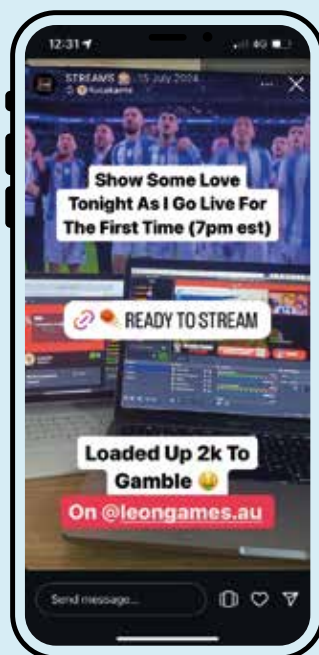 12:31
4G
STREAMS 15 July 2024
Show Some Love
Tonight As I Go Live For
The First Time (7pm est)
READY TO STREAM
Loaded Up 2k To
Gamble 🤑
On @leongames.au
Send message...